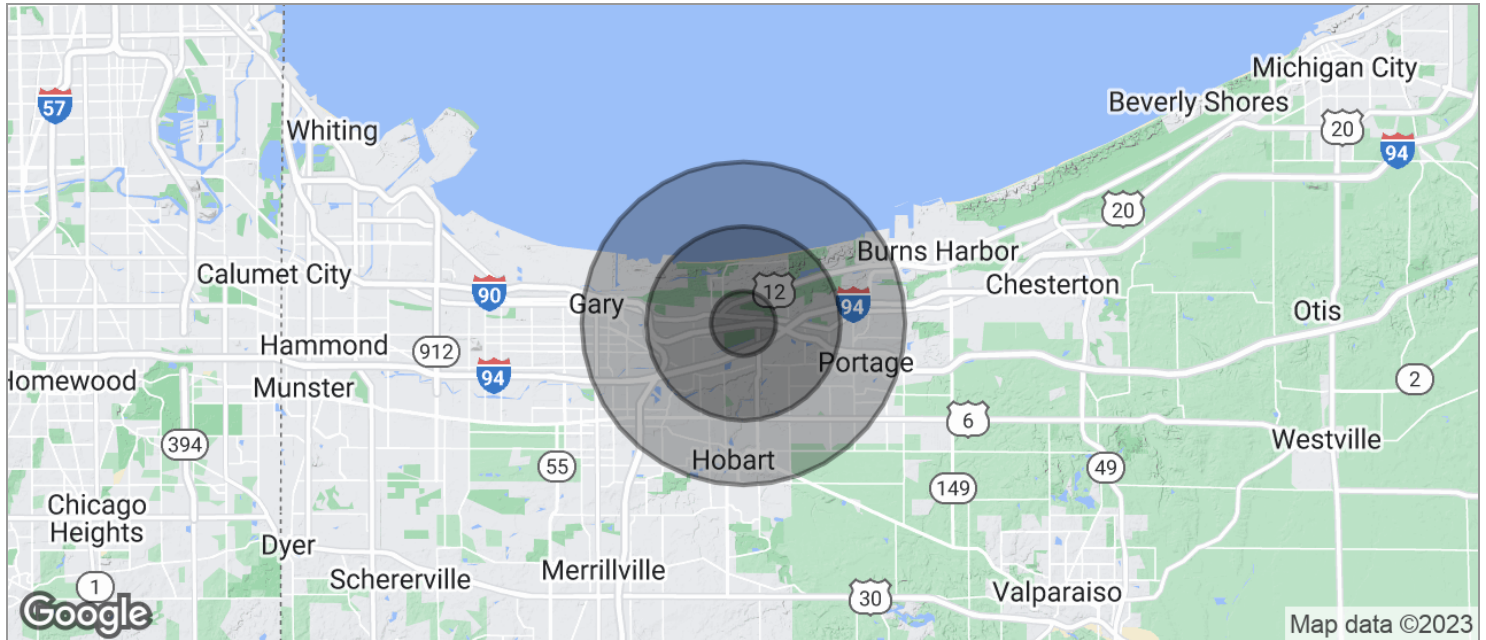 Michigan City
57
Beverly Shores
20
Whiting
94
20
Burns Harbor
Calumet City
90
12
Chesterton
Gary
94
Otis
Hammond
912
94
Portage
Homewood
Munster
2
6
394
Westville
55
Hobart
49
149
Chicago
Heights
Dyer
Merrillville
Schererville
1
30
Valparaiso
Google
Map data ©2023